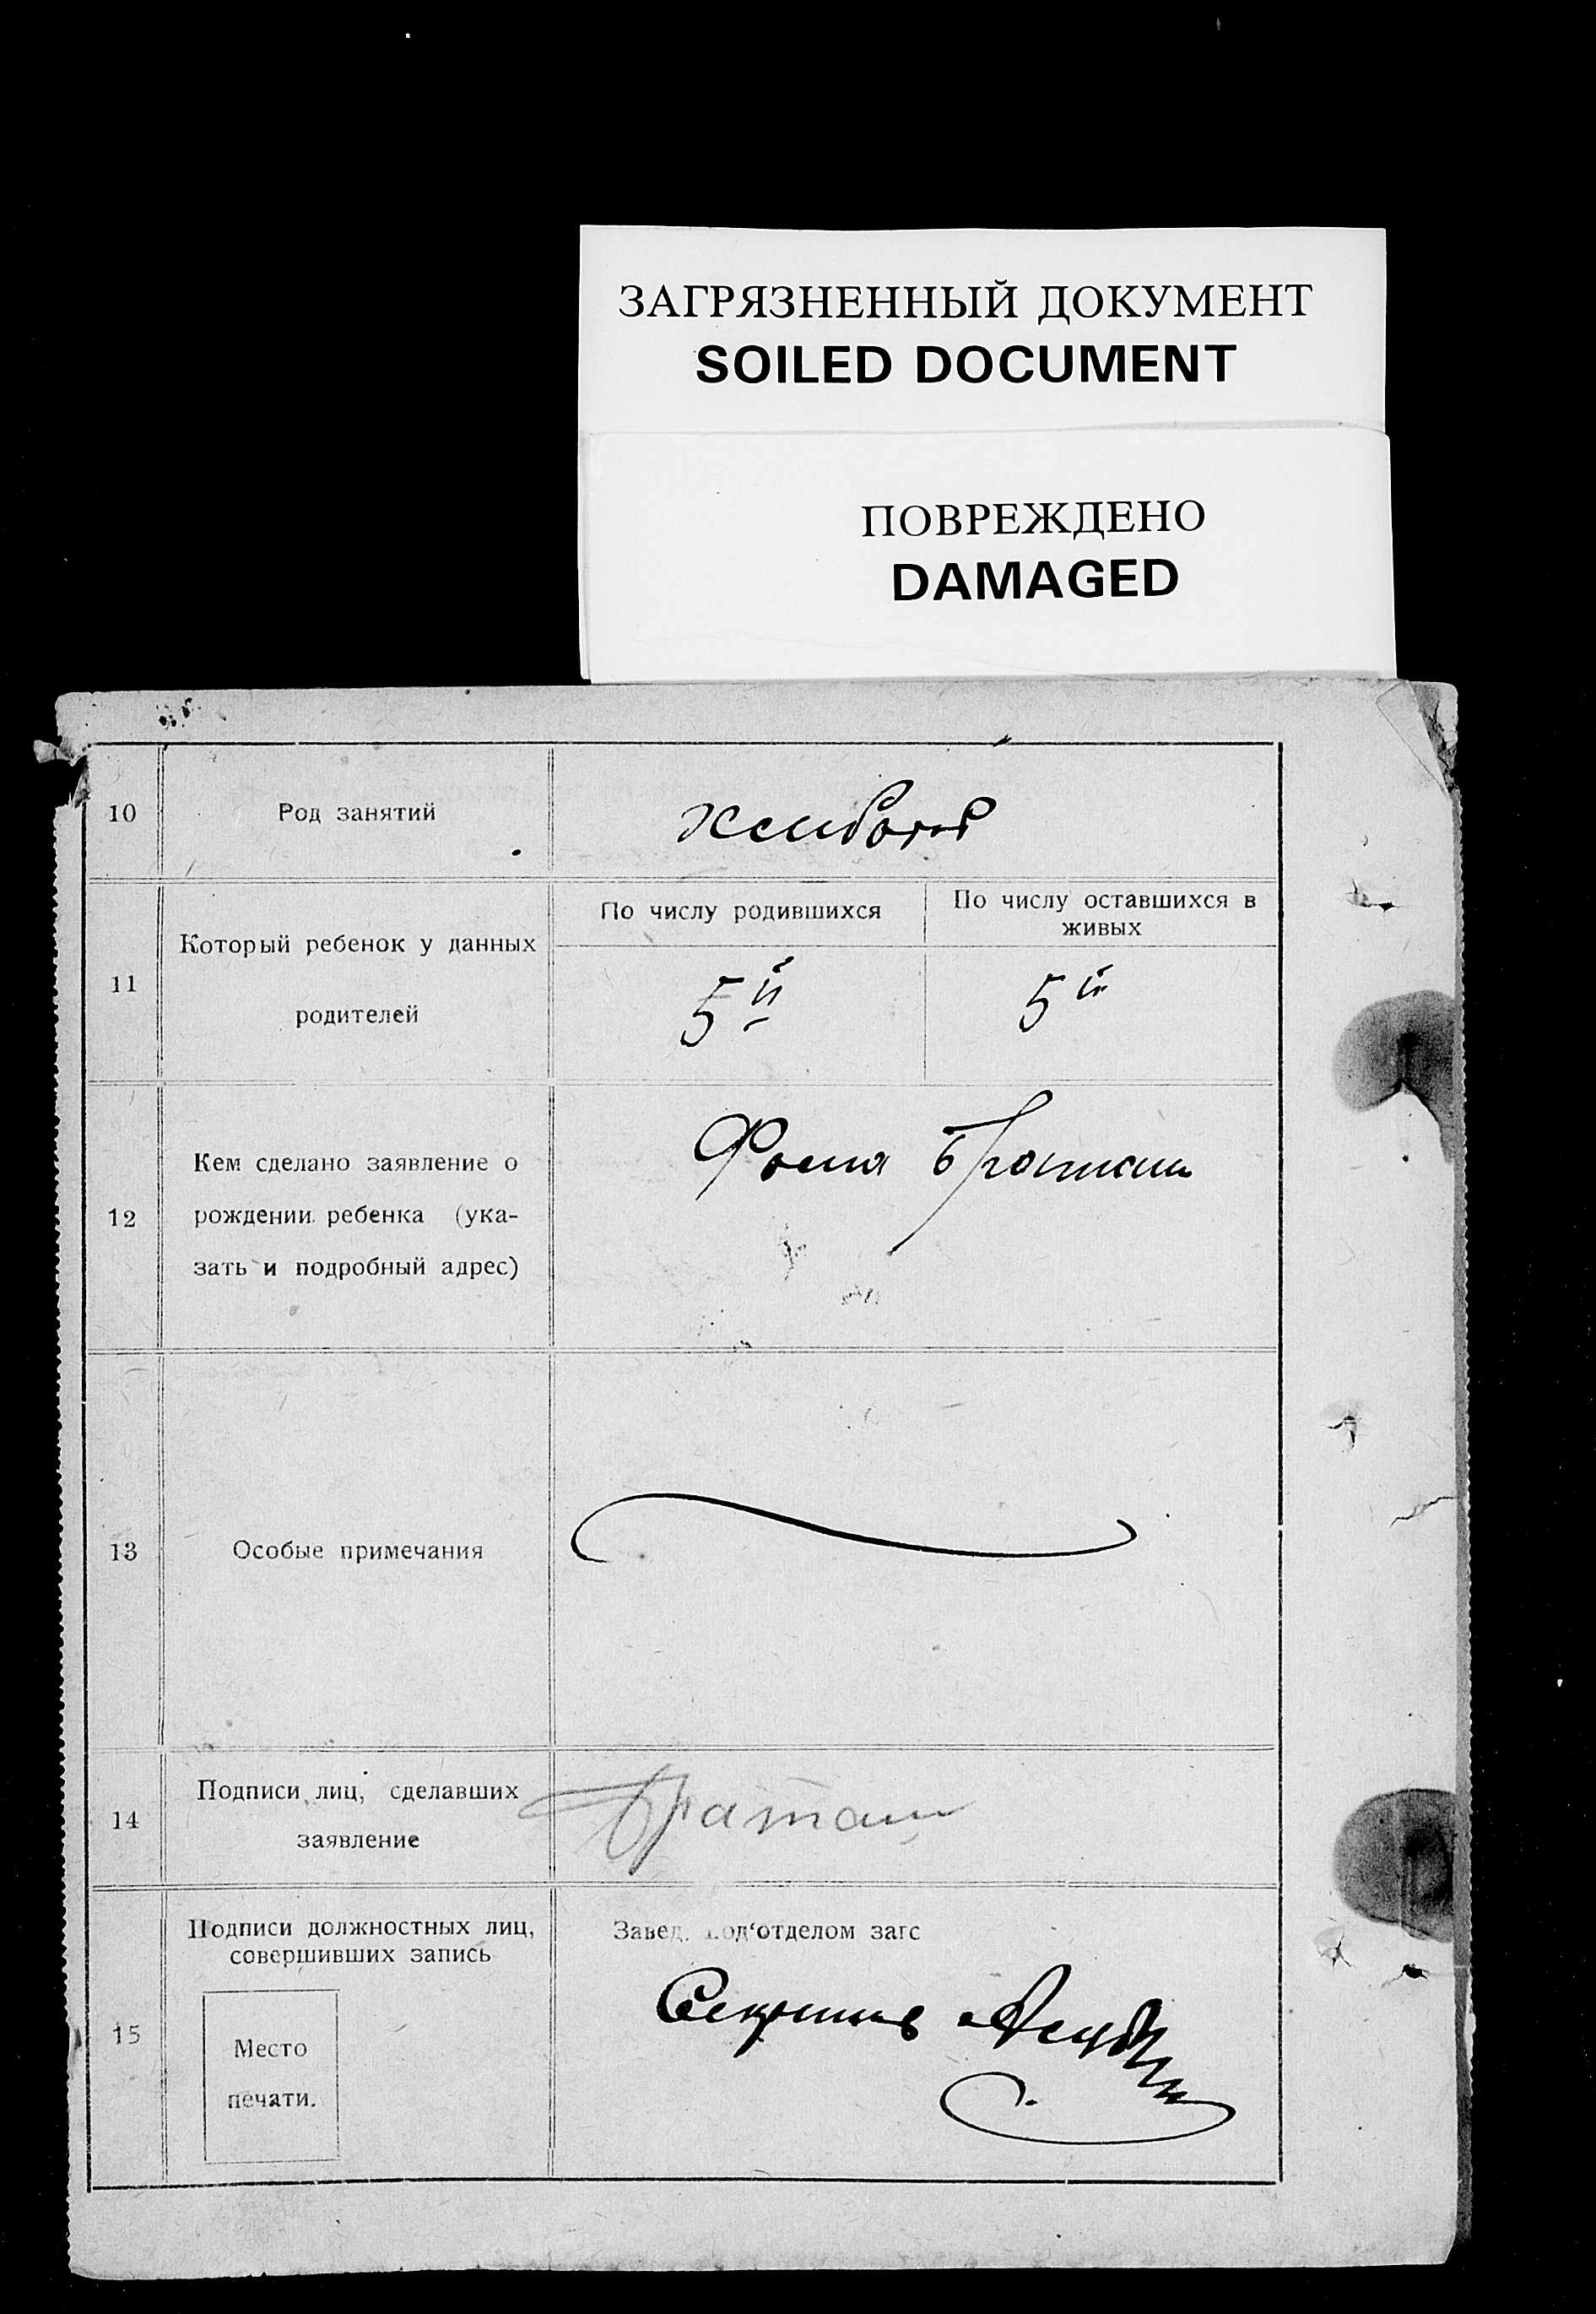 ЗАГРЯЗНЕННЫЙ ДОКУМЕНТ
SOILED DOCUMENT
ПОВРЕЖДЕНО
DAMAGED
10
Род занятий
11
Который ребенок у данных
родителей
По числу родившихся
По числу оставшихся в
живых
5й
5й
12
Кем сделано заявление о
рождении ребенка (ука-
зать и подробный адрес)
Фома
13
Особые примечания
14
Подписи лиц, сделавших
заявление
15
Подписи должностных лиц,
совершивших запись
Место
печати.
Завед. под‘отделом загс